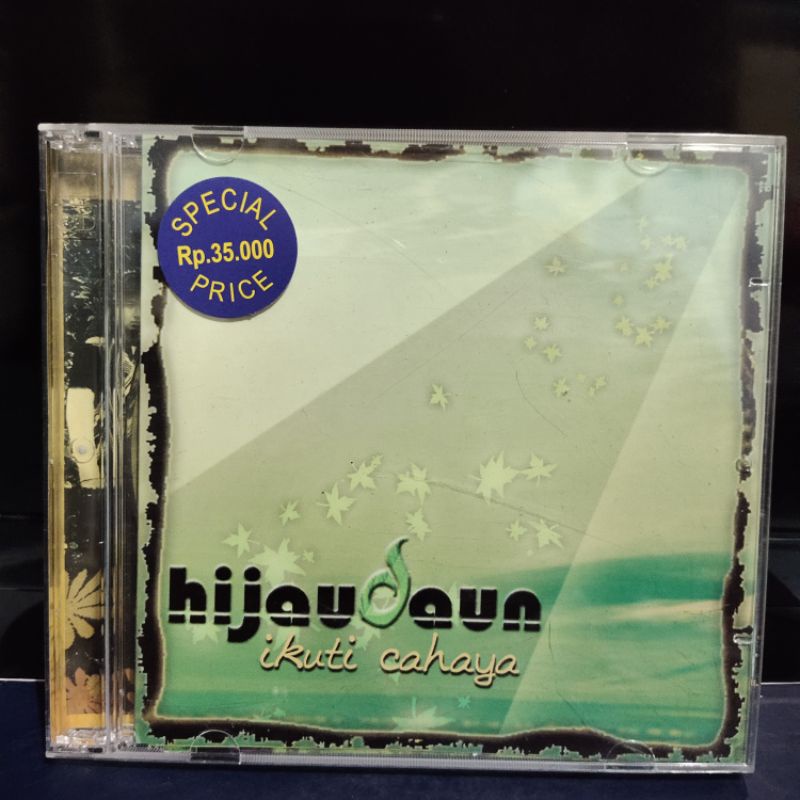 SPECIAL
Rp.35.000
PRICE
hijaudaun
ikuti cahaya